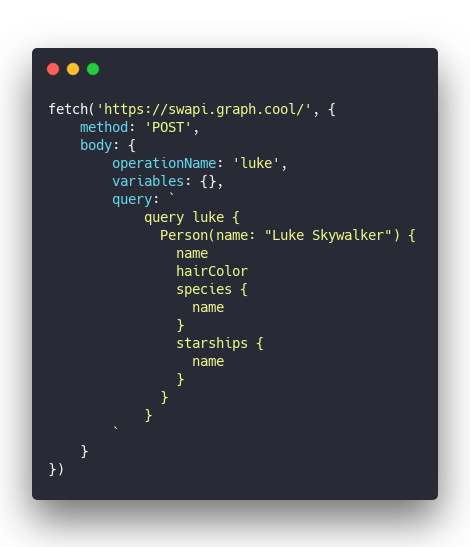 fetch('https://swapi.graph.cool/', {
    method: 'POST',
    body: {
        operationName: 'luke',
        variables: {},
        query: `
            query luke {
              Person(name: "Luke Skywalker") {
                name
                hairColor
                species {
                  name
                }
                starships {
                  name
                }
              }
            }
        `
    }
})